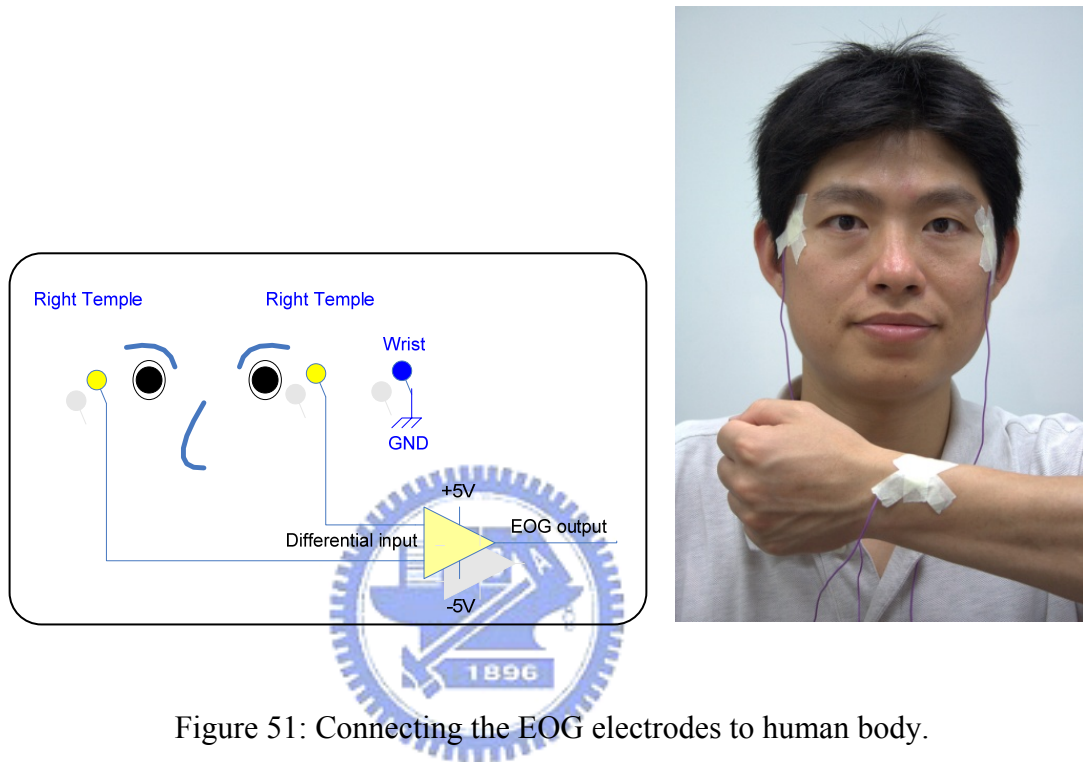 Right Temple
Right Temple
Wrist
GND
+5V
Differential input
EOG output
-5V
1896
Figure 51: Connecting the EOG electrodes to human body.